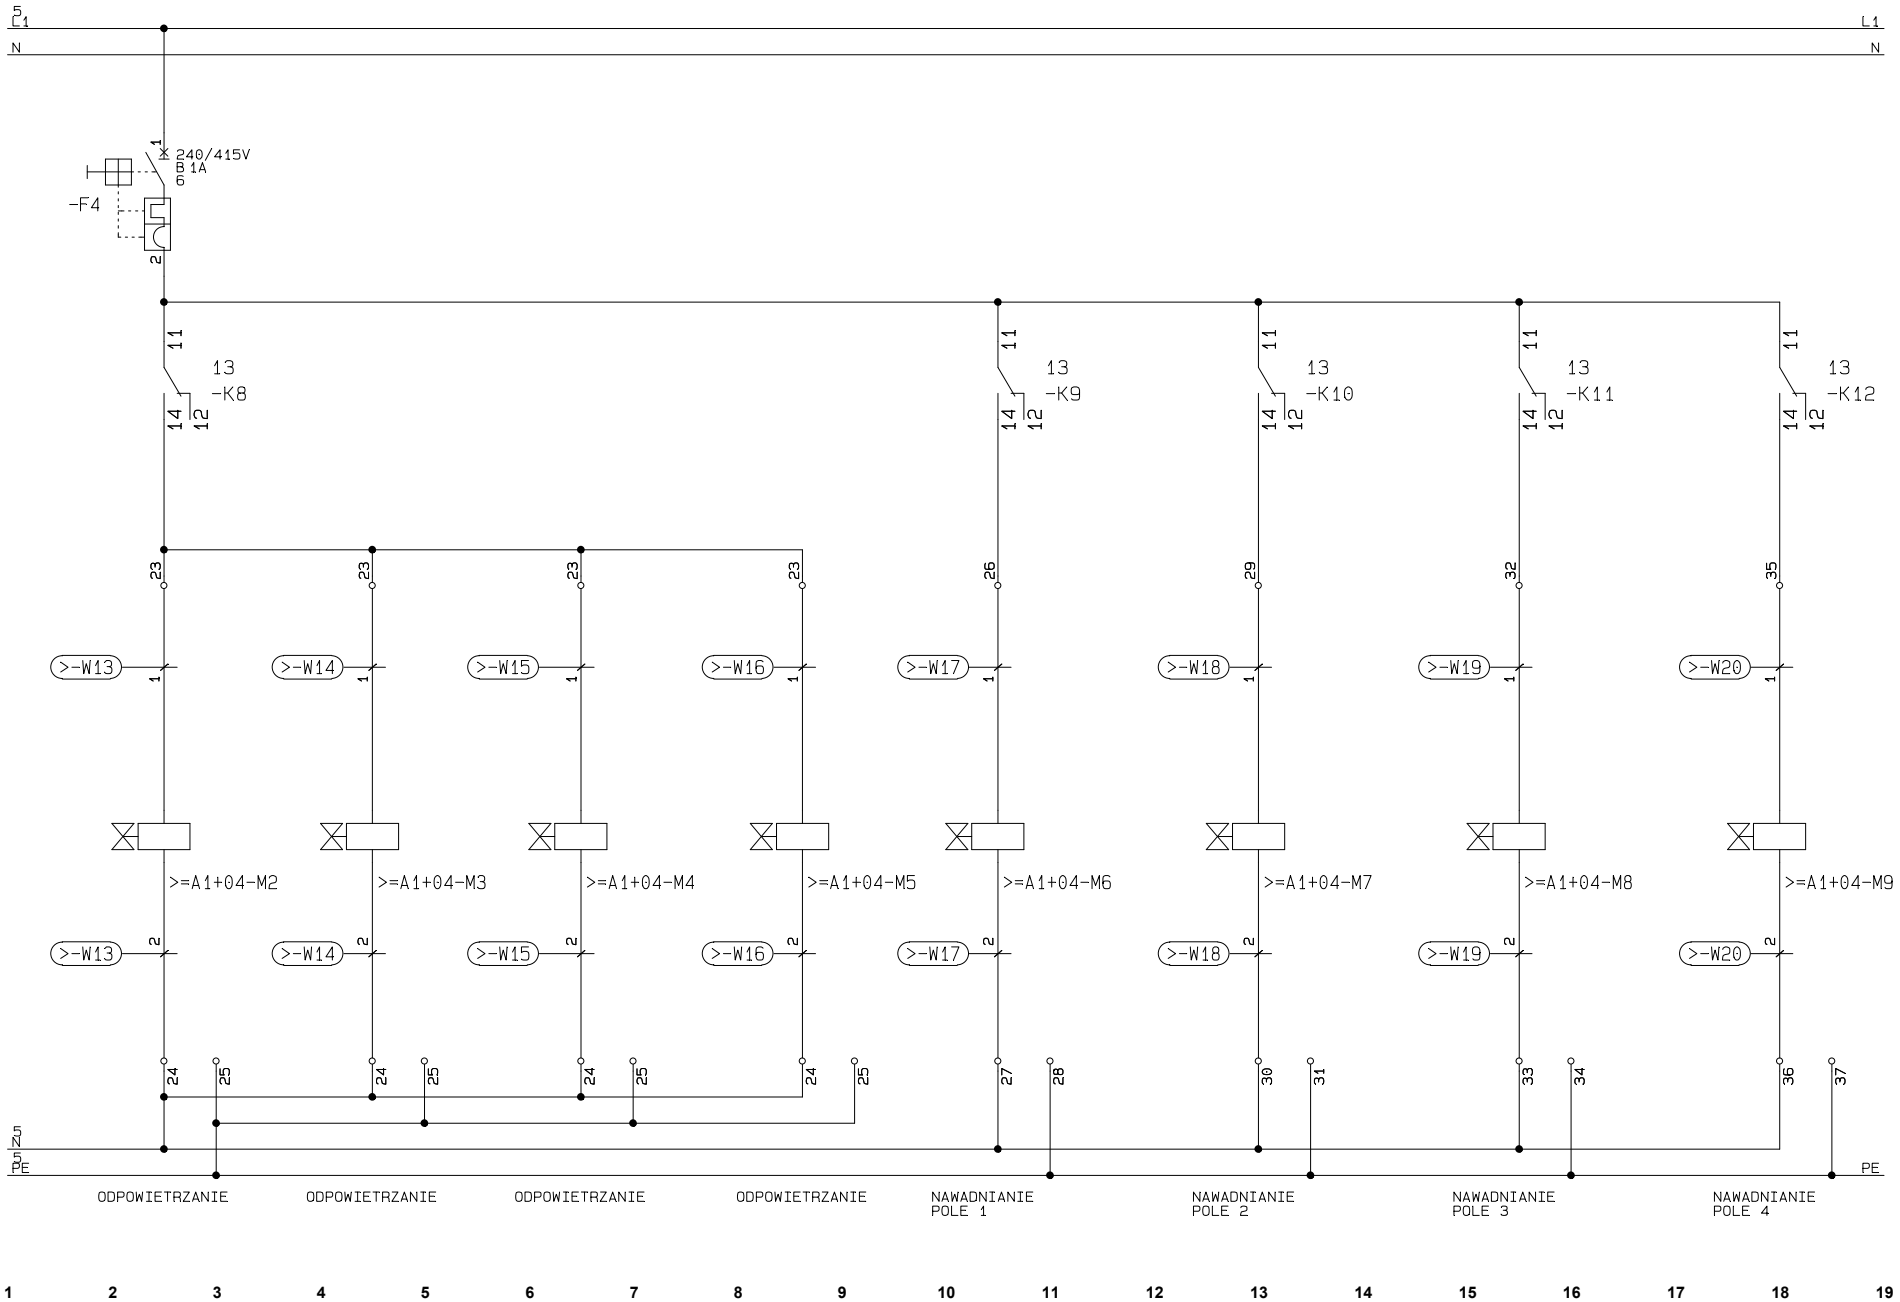 5
L1 L1
N N
1
240/415V
B 1A
6
-F4
2
11 11 11 11 11
13 13 13 13 13
-K8 -K9 -K10 -K11 -K12
14 12 14 12 14 12 14 12 14 12
23 23 23 23 26 29 32 35
>-W13 >-W14 >-W15 >-W16 >-W17 >-W18 >-W19 >-W20
1 1 1 1 1 1 1 1
>=A1+04-M2 >=A1+04-M3 >=A1+04-M4 >=A1+04-M5 >=A1+04-M6 >=A1+04-M7 >=A1+04-M8 >=A1+04-M9
2 2 2 2 2 2 2 2
>-W13 >-W14 >-W15 >-W16 >-W17 >-W18 >-W19 >-W20
24 25 24 25 24 25 24 25 27 28 30 31 33 34 36 37
5
N
5
PE PE
ODPOWIETRZANIE ODPOWIETRZANIE ODPOWIETRZANIE ODPOWIETRZANIE NAWADNIANIE NAWADNIANIE NAWADNIANIE NAWADNIANIE
POLE 1 POLE 2 POLE 3 POLE 4
1 2 3 4 5 6 7 8 9 10 11 12 13 14 15 16 17 18 19